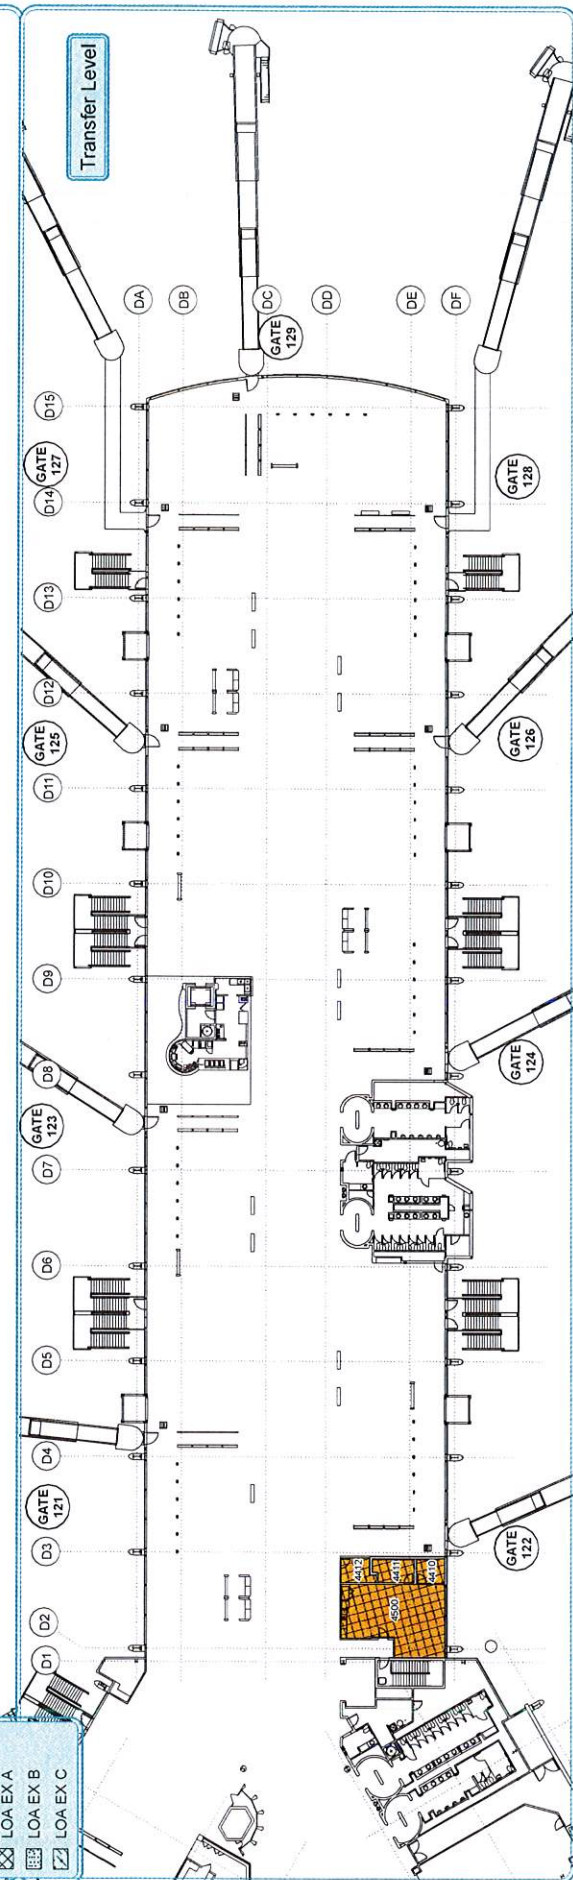 Transfer Level
DA
DB
DC
DD
DE
DF
GATE
129
D15
GATE
127
D14
GATE
128
D13
D12
GATE
125
GATE
126
D11
D10
D9
D8
GATE
123
GATE
124
D7
D6
D5
D4
GATE
121
D3
GATE
122
4412
4411
4410
4500
D2
D1
LOA EX A
LOA EX B
LOA EX C